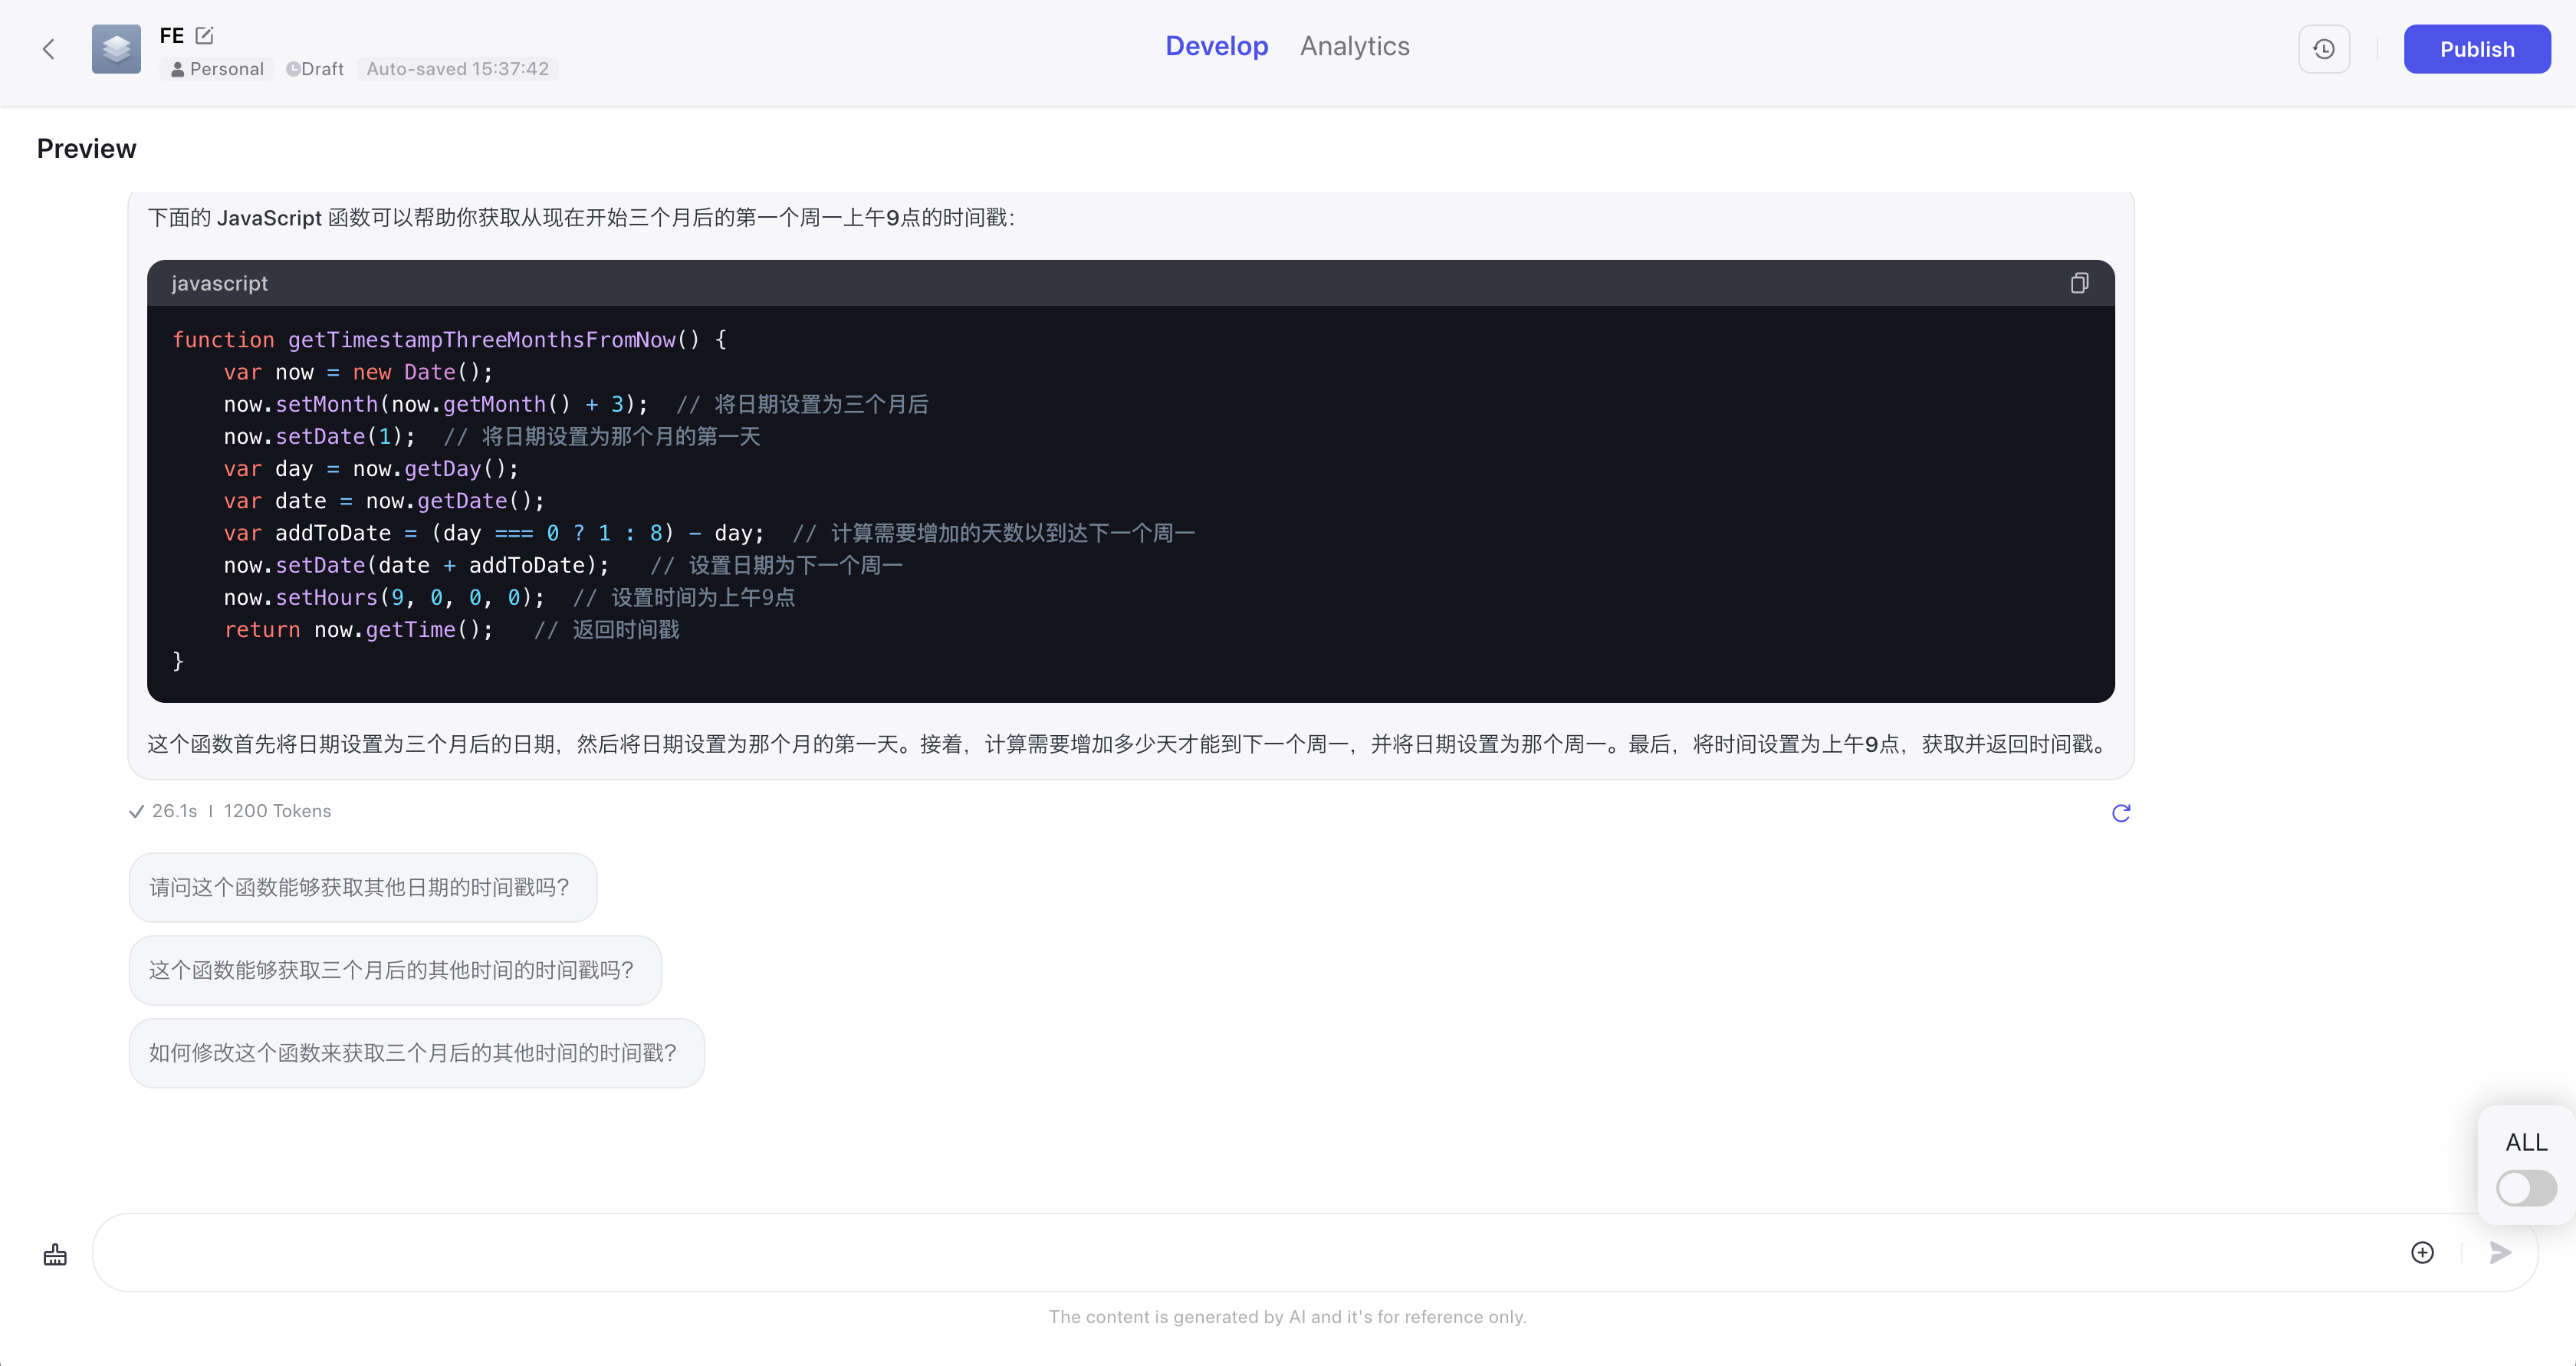 FE
Personal
Draft
Auto-saved 15:37:42
Develop
Analytics
Publish
Preview
下面的 JavaScript 函数可以帮助你获取从现在开始三个月后的第一个周一上午9点的时间戳：
javascript
function getTimestampThreeMonthsFromNow() {
    var now = new Date();
    now.setMonth(now.getMonth() + 3);  // 将日期设置为三个月后
    now.setDate(1);  // 将日期设置为那个月的第一天
    var day = now.getDay();
    var date = now.getDate();
    var addToDate = (day === 0 ? 1 : 8) - day;  // 计算需要增加的天数以到达下一个周一
    now.setDate(date + addToDate);   // 设置日期为下一个周一
    now.setHours(9, 0, 0, 0);  // 设置时间为上午9点
    return now.getTime();   // 返回时间戳
}
这个函数首先将日期设置为三个月后的日期，然后将日期设置为那个月的第一天。接着，计算需要增加多少天才能到下一个周一，并将日期设置为那个周一。最后，将时间设置为上午9点，获取并返回时间戳。
26.1s | 1200 Tokens
请问这个函数能够获取其他日期的时间戳吗？
这个函数能够获取三个月后的其他时间的时间戳吗？
如何修改这个函数来获取三个月后的其他时间的时间戳？
ALL
The content is generated by AI and it's for reference only.